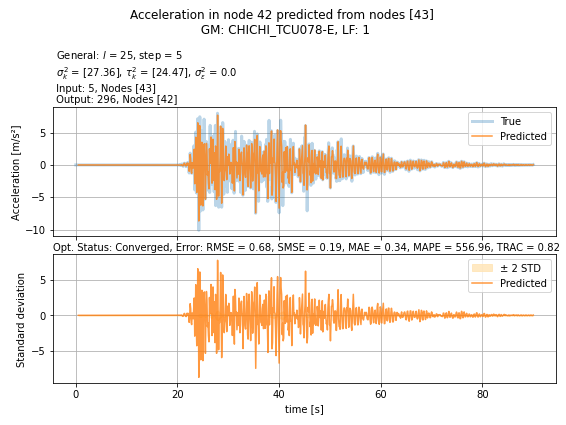 Acceleration in node 42 predicted from nodes [43]
GM: CHICHI_TCU078-E, LF: 1
General: l = 25, step = 5
σ²ₖ = [27.36], τ²ₖ = [24.47], σ²ε = 0.0
Input: 5, Nodes [43]
Output: 296, Nodes [42]
Acceleration [m/s²]
5
0
−5
−10
True
Predicted
Opt. Status: Converged, Error: RMSE = 0.68, SMSE = 0.19, MAE = 0.34, MAPE = 556.96, TRAC = 0.82
Standard deviation
5
0
−5
± 2 STD
Predicted
0 20 40 60 80
time [s]